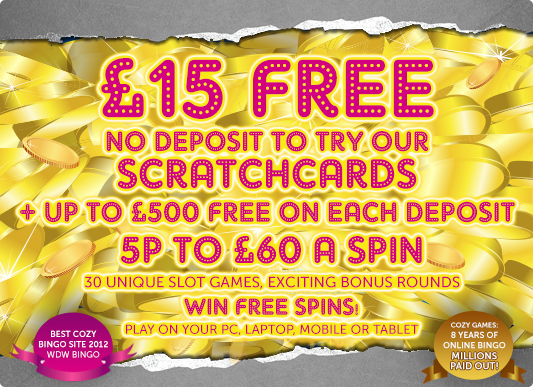 £15 FREE
NO DEPOSIT TO TRY OUR
SCRATCHCARDS
+ UP TO £500 FREE ON EACH DEPOSIT
5P TO £60 A SPIN
30 UNIQUE SLOT GAMES, EXCITING BONUS ROUNDS
WIN FREE SPINS!
PLAY ON YOUR PC, LAPTOP, MOBILE OR TABLET
BEST COZY
BINGO SITE 2012
WDW BINGO
COZY GAMES:
8 YEARS OF
ONLINE BINGO
MILLIONS
PAID OUT!